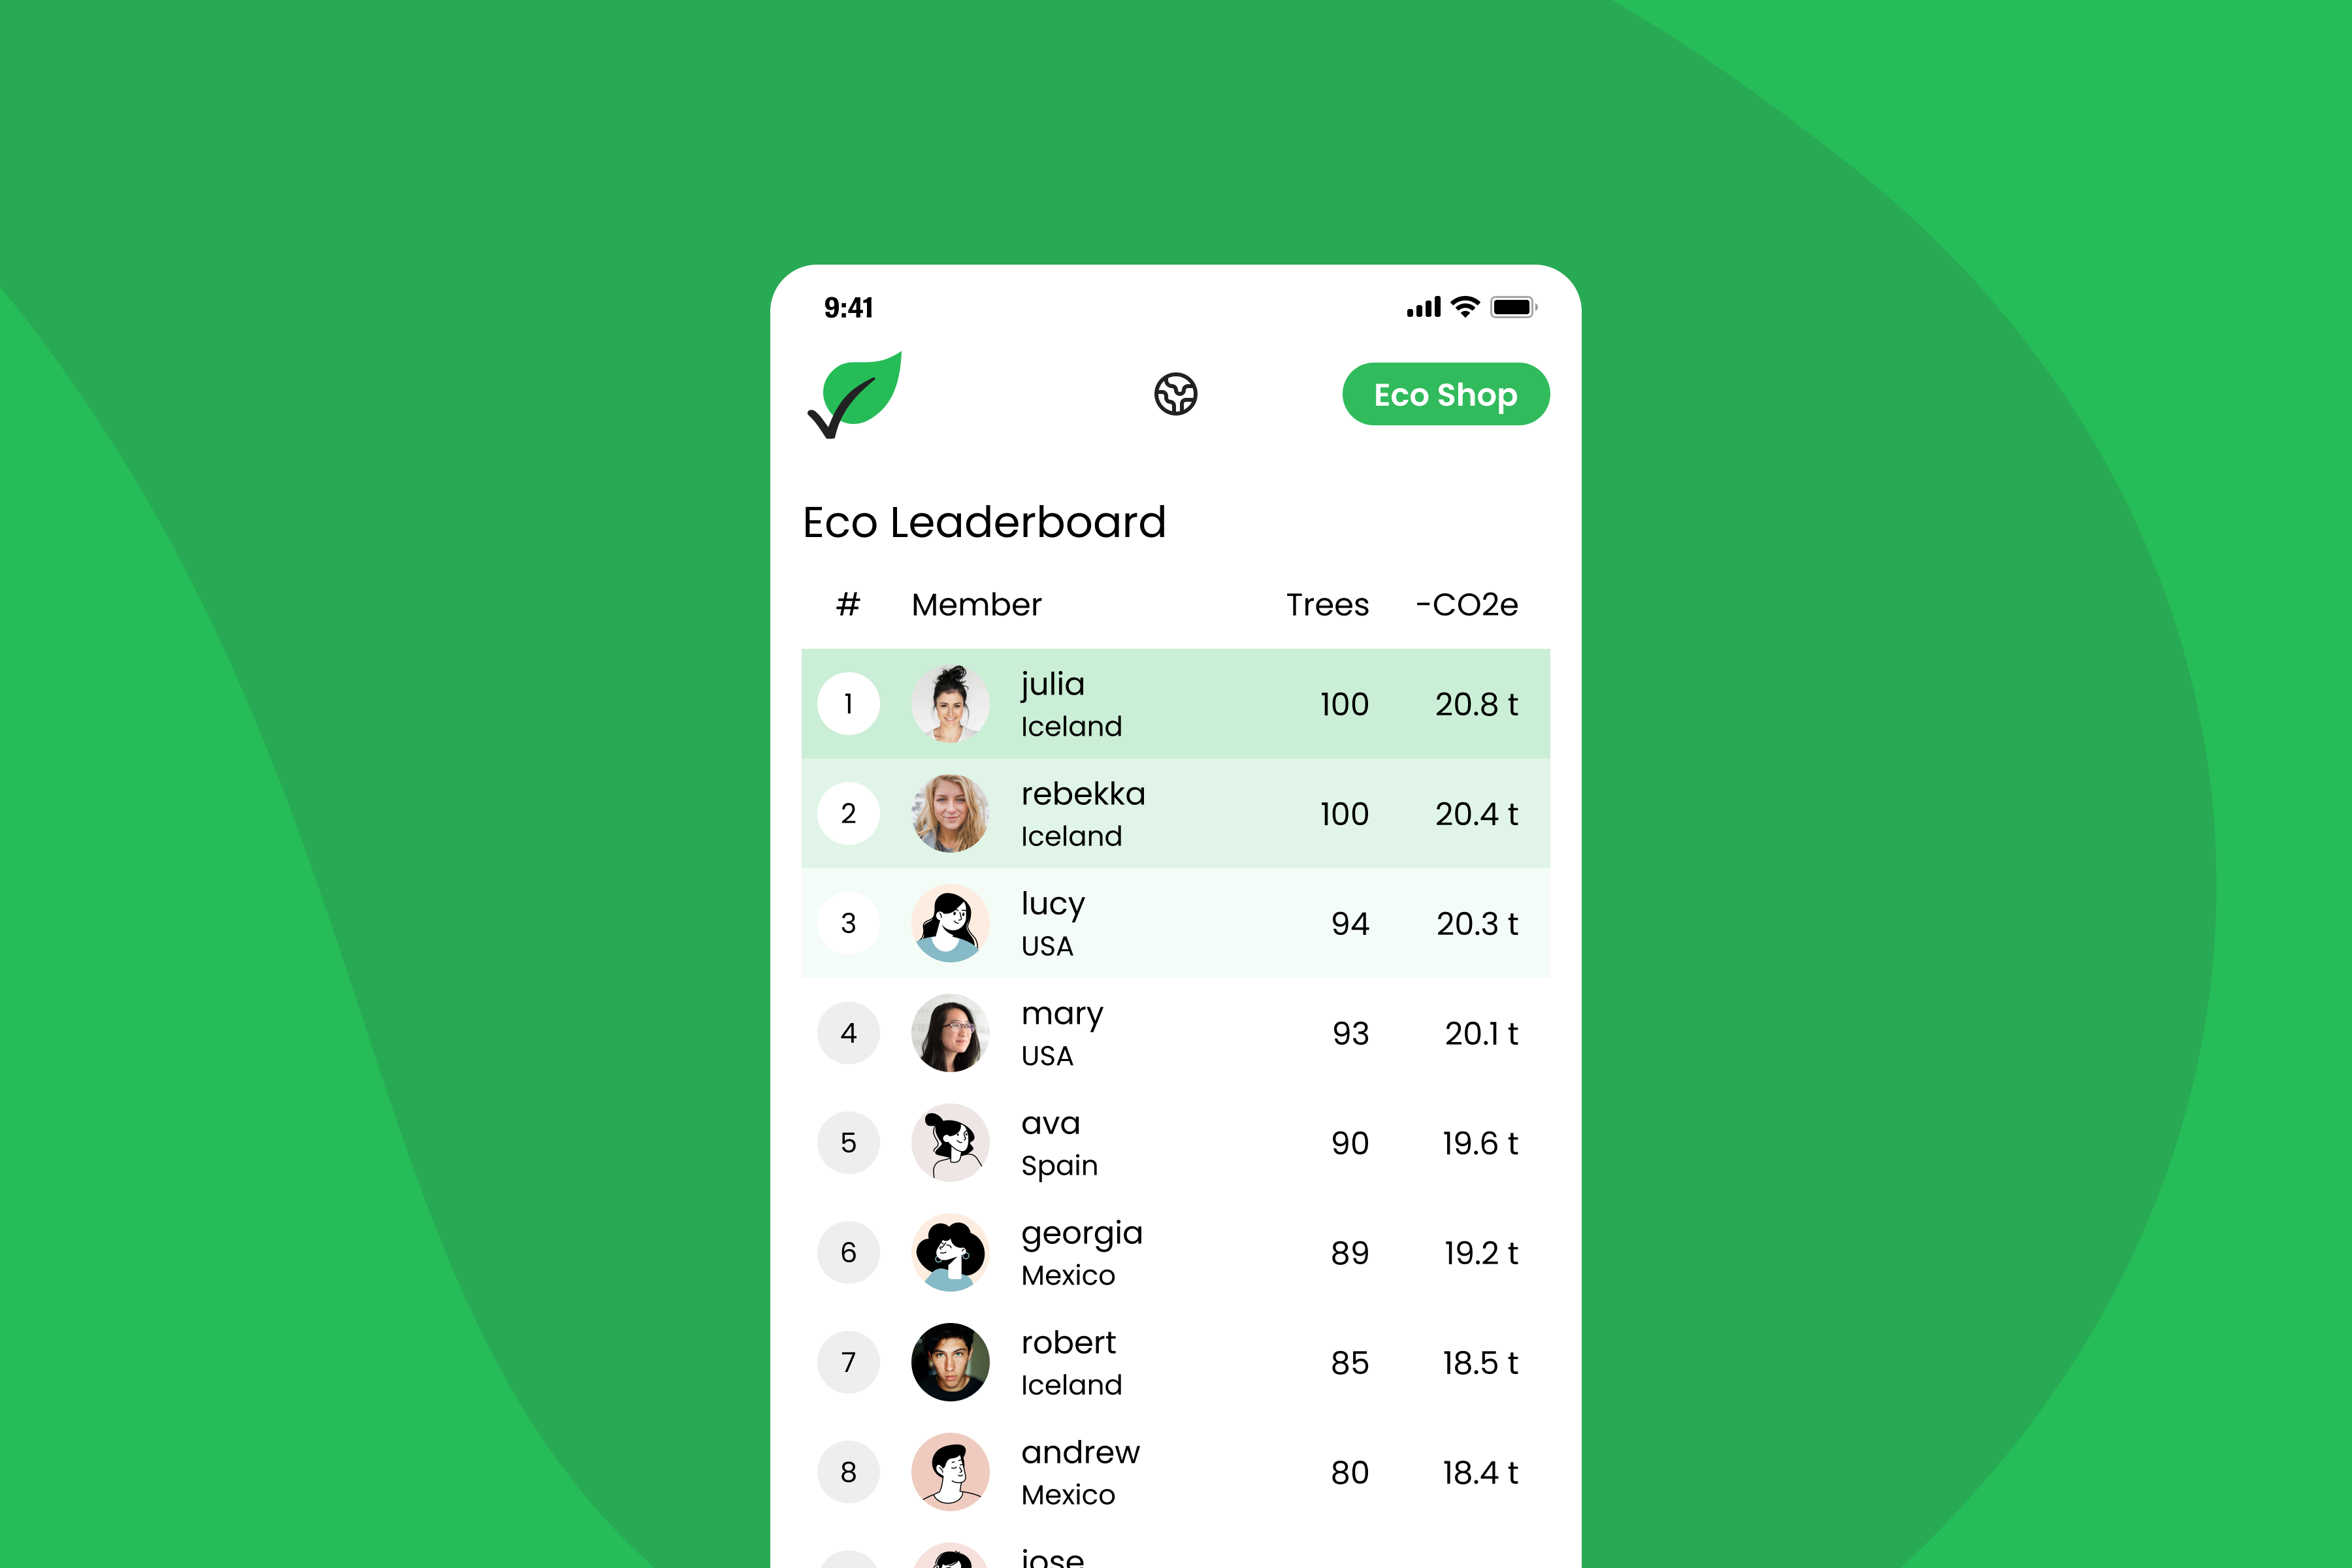 9:41
Eco Shop
Eco Leaderboard
# Member Trees -CO2e
1 julia 100 20.8 t
Iceland
2 rebekka 100 20.4 t
Iceland
3 lucy 94 20.3 t
USA
4 mary 93 20.1 t
USA
5 ava 90 19.6 t
Spain
6 georgia 89 19.2 t
Mexico
7 robert 85 18.5 t
Iceland
8 andrew 80 18.4 t
Mexico
jose